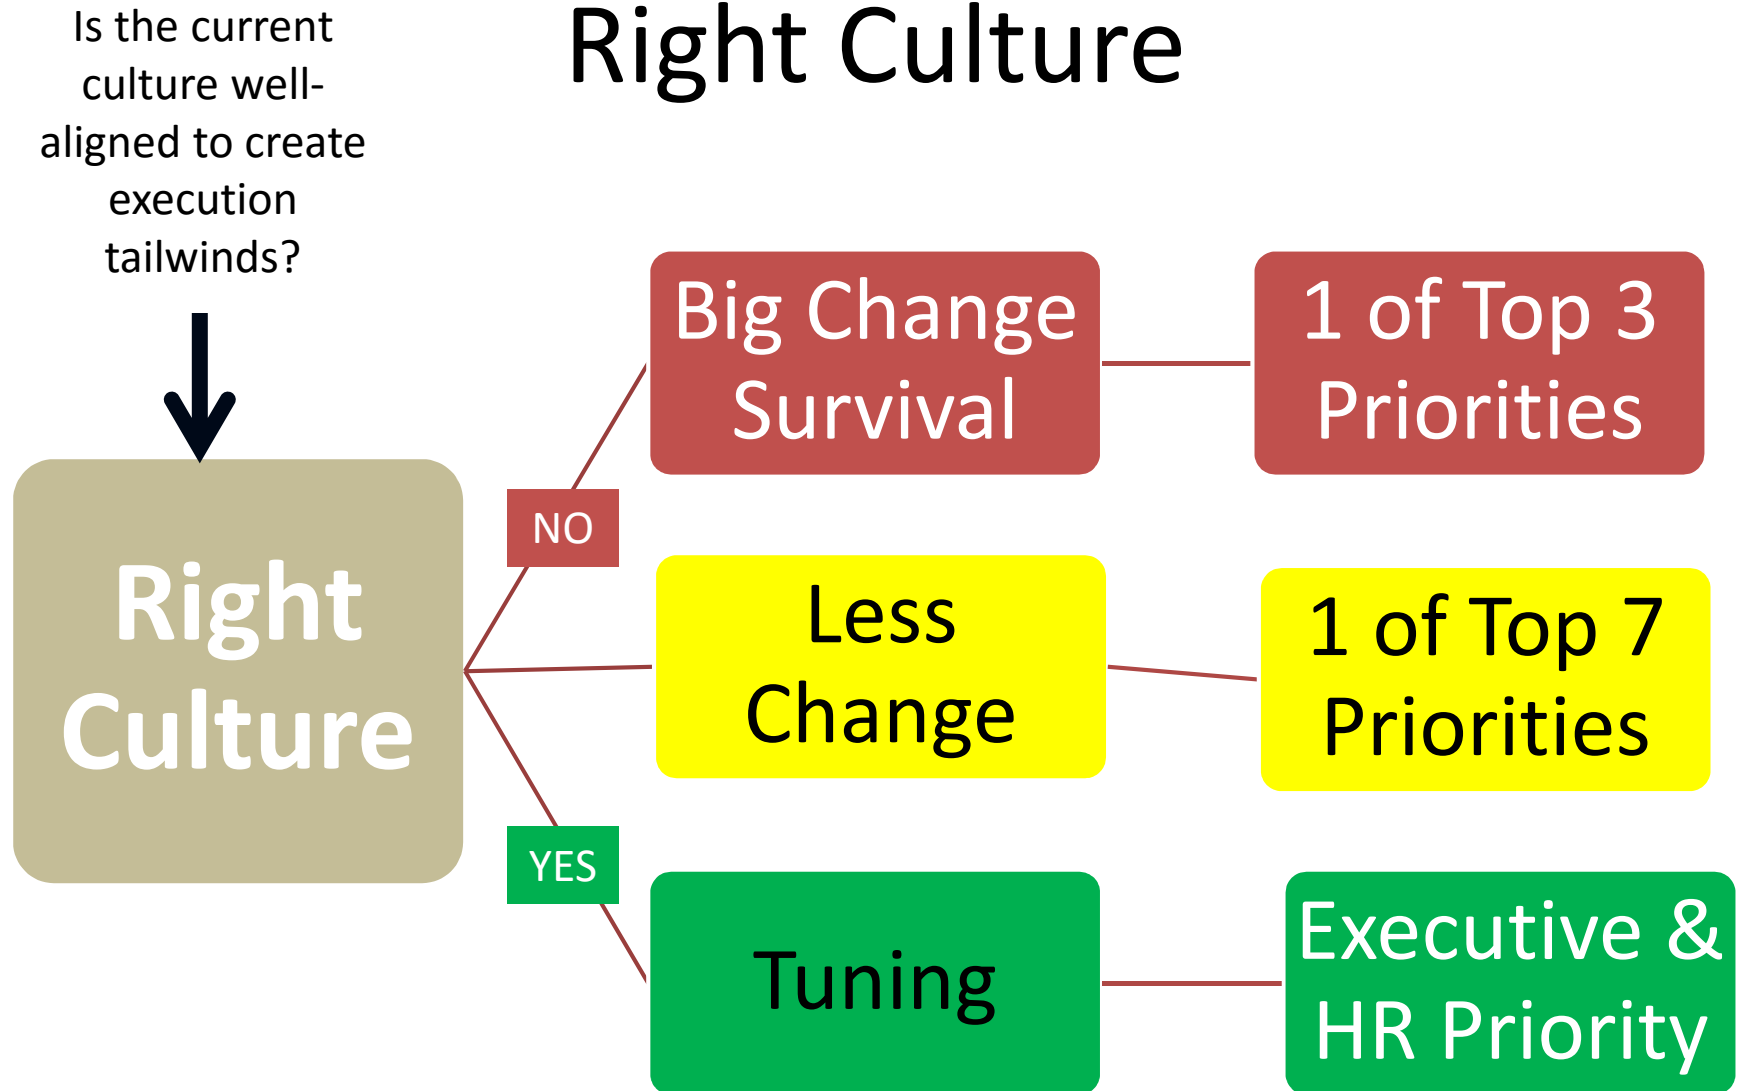 Right Culture
Is the current
culture well-
aligned to create
execution
tailwinds?
Right
Culture
NO
YES
Big Change
Survival
1 of Top 3
Priorities
Less
Change
1 of Top 7
Priorities
Tuning
Executive &
HR Priority